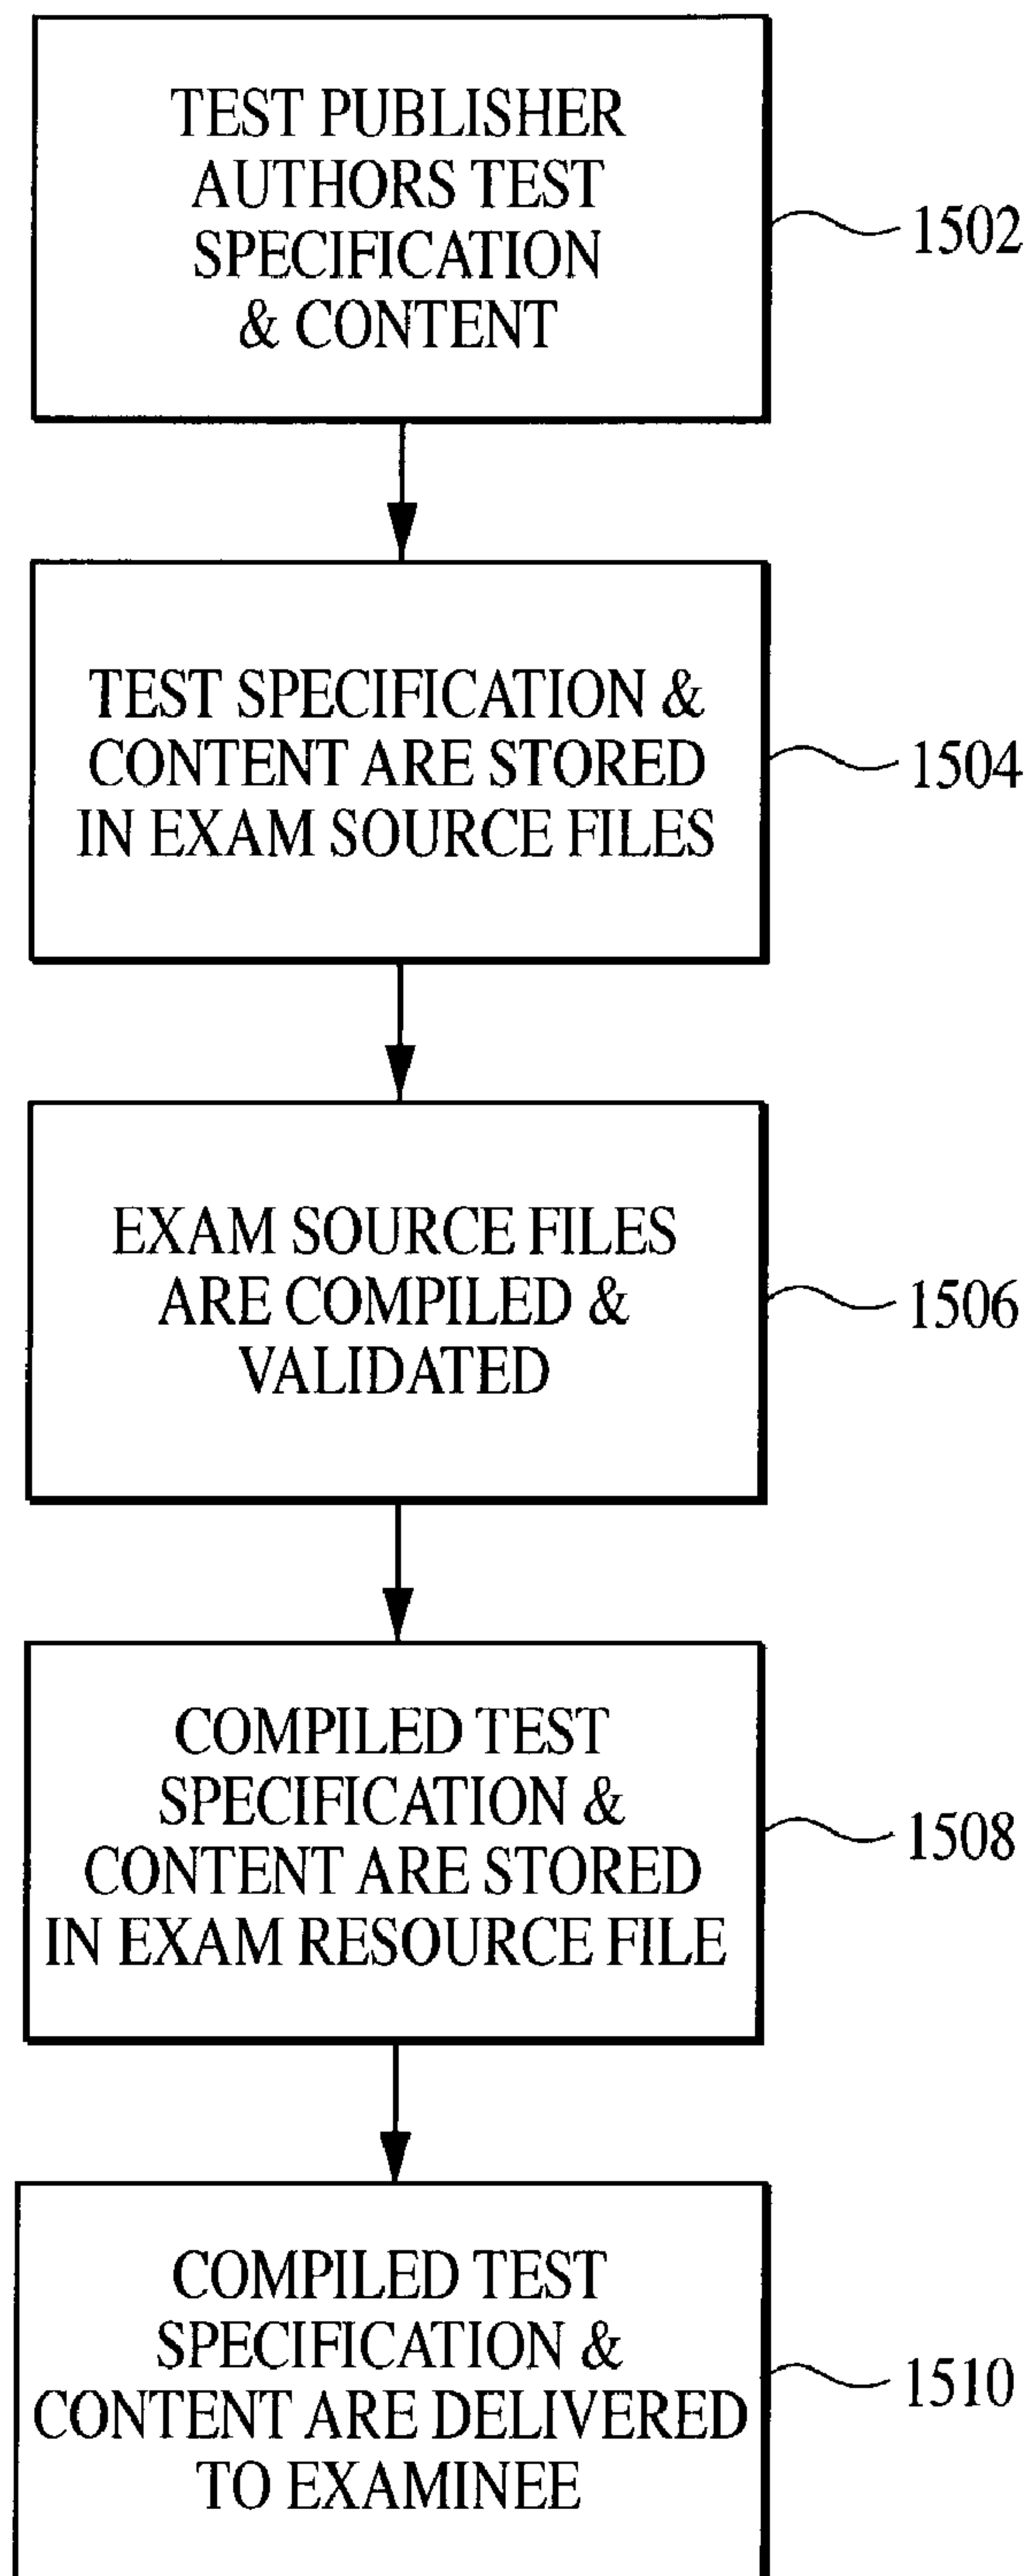 TEST PUBLISHER
AUTHORS TEST
SPECIFICATION
& CONTENT
1502
TEST SPECIFICATION &
CONTENT ARE STORED
IN EXAM SOURCE FILES
1504
EXAM SOURCE FILES
ARE COMPILED &
VALIDATED
1506
COMPILED TEST
SPECIFICATION &
CONTENT ARE STORED
IN EXAM RESOURCE FILE
1508
COMPILED TEST
SPECIFICATION &
CONTENT ARE DELIVERED
TO EXAMINEE
1510